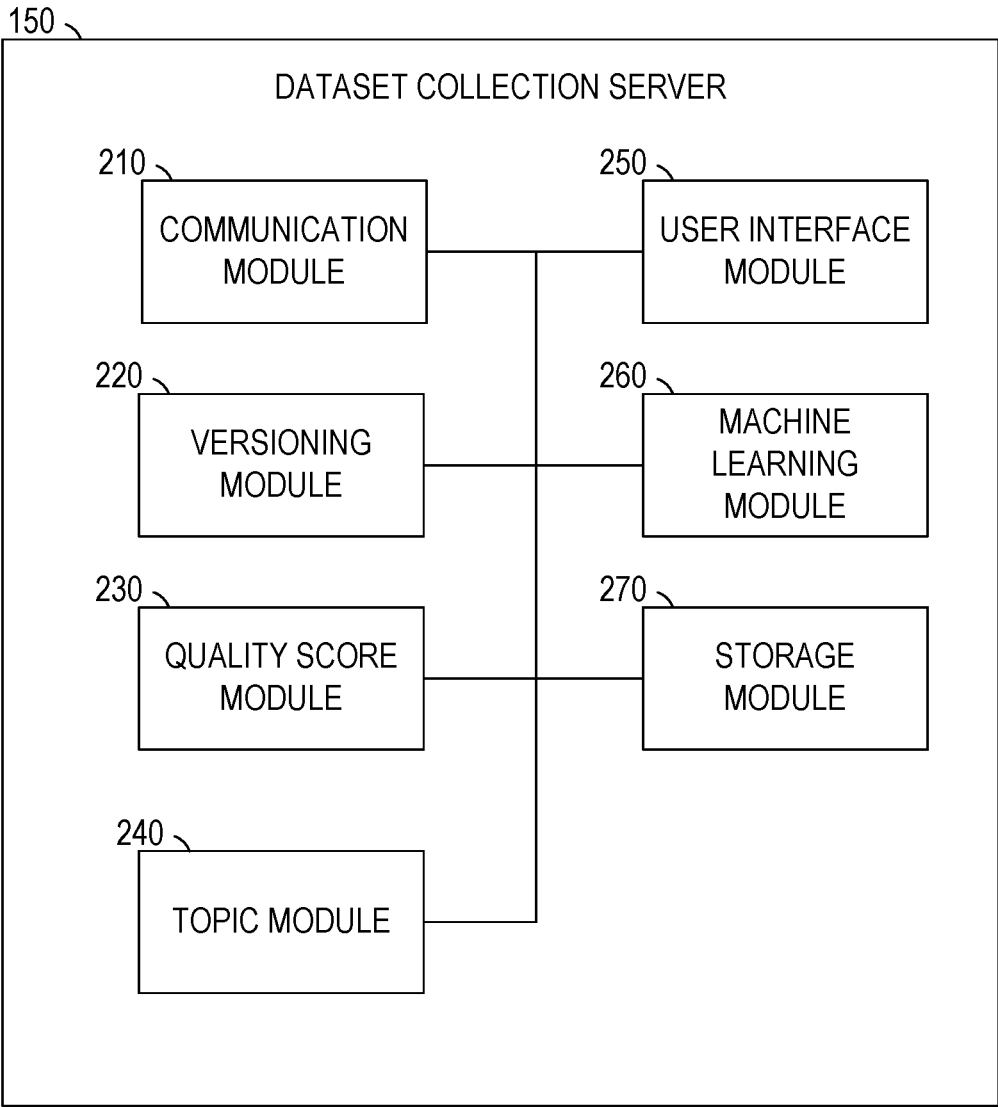 150
DATASET COLLECTION SERVER
210
COMMUNICATION
MODULE
250
USER INTERFACE
MODULE
220
VERSIONING
MODULE
260
MACHINE
LEARNING
MODULE
230
QUALITY SCORE
MODULE
270
STORAGE
MODULE
240
TOPIC MODULE